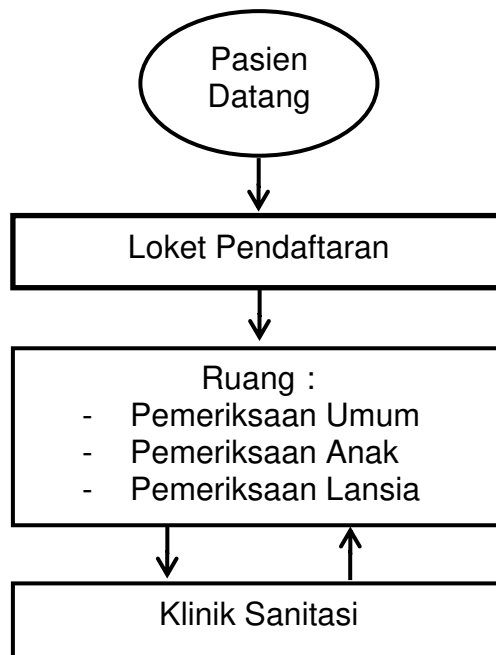 Pasien
Datang
Loket Pendaftaran
Ruang :
- Pemeriksaan Umum
- Pemeriksaan Anak
- Pemeriksaan Lansia
Klinik Sanitasi